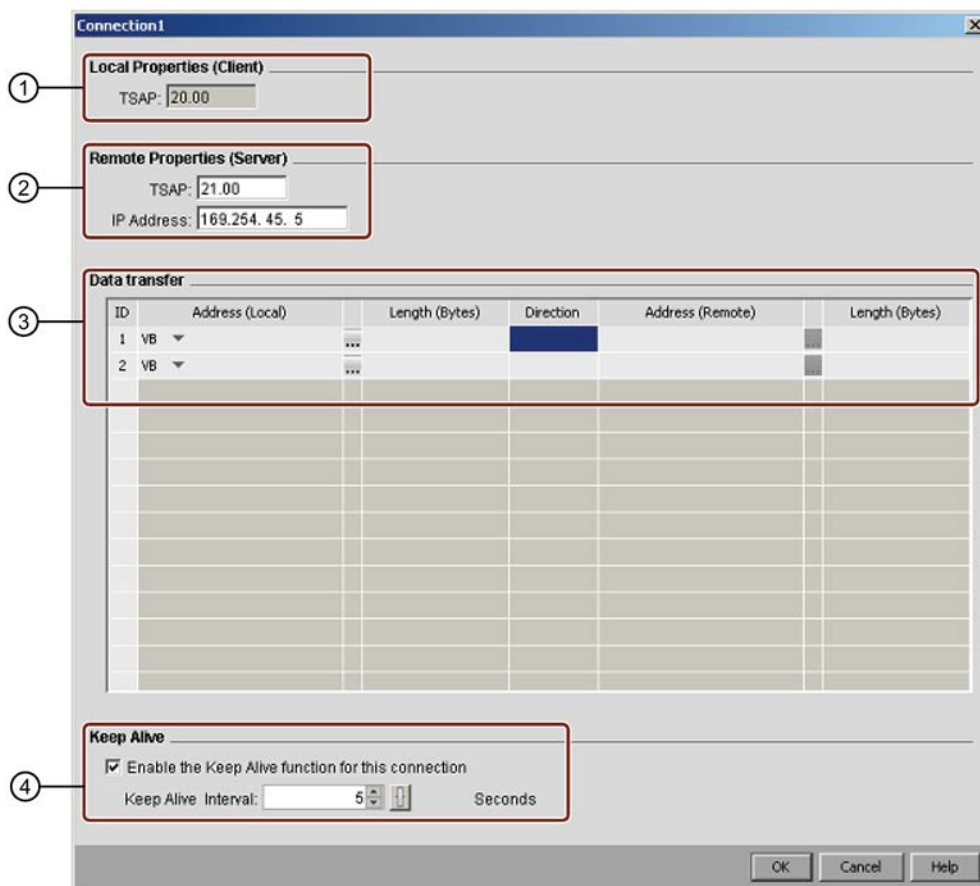 Connection1
① Local Properties (Client)
TSAP: 20.00
② Remote Properties (Server)
TSAP: 21.00
IP Address: 169.254. 45. 5
③ Data transfer
ID Address (Local) Length (Bytes) Direction Address (Remote) Length (Bytes)
1 VB ... ...
2 VB ... ...
④ Keep Alive
Enable the Keep Alive function for this connection
Keep Alive Interval: 5 Seconds
OK Cancel Help